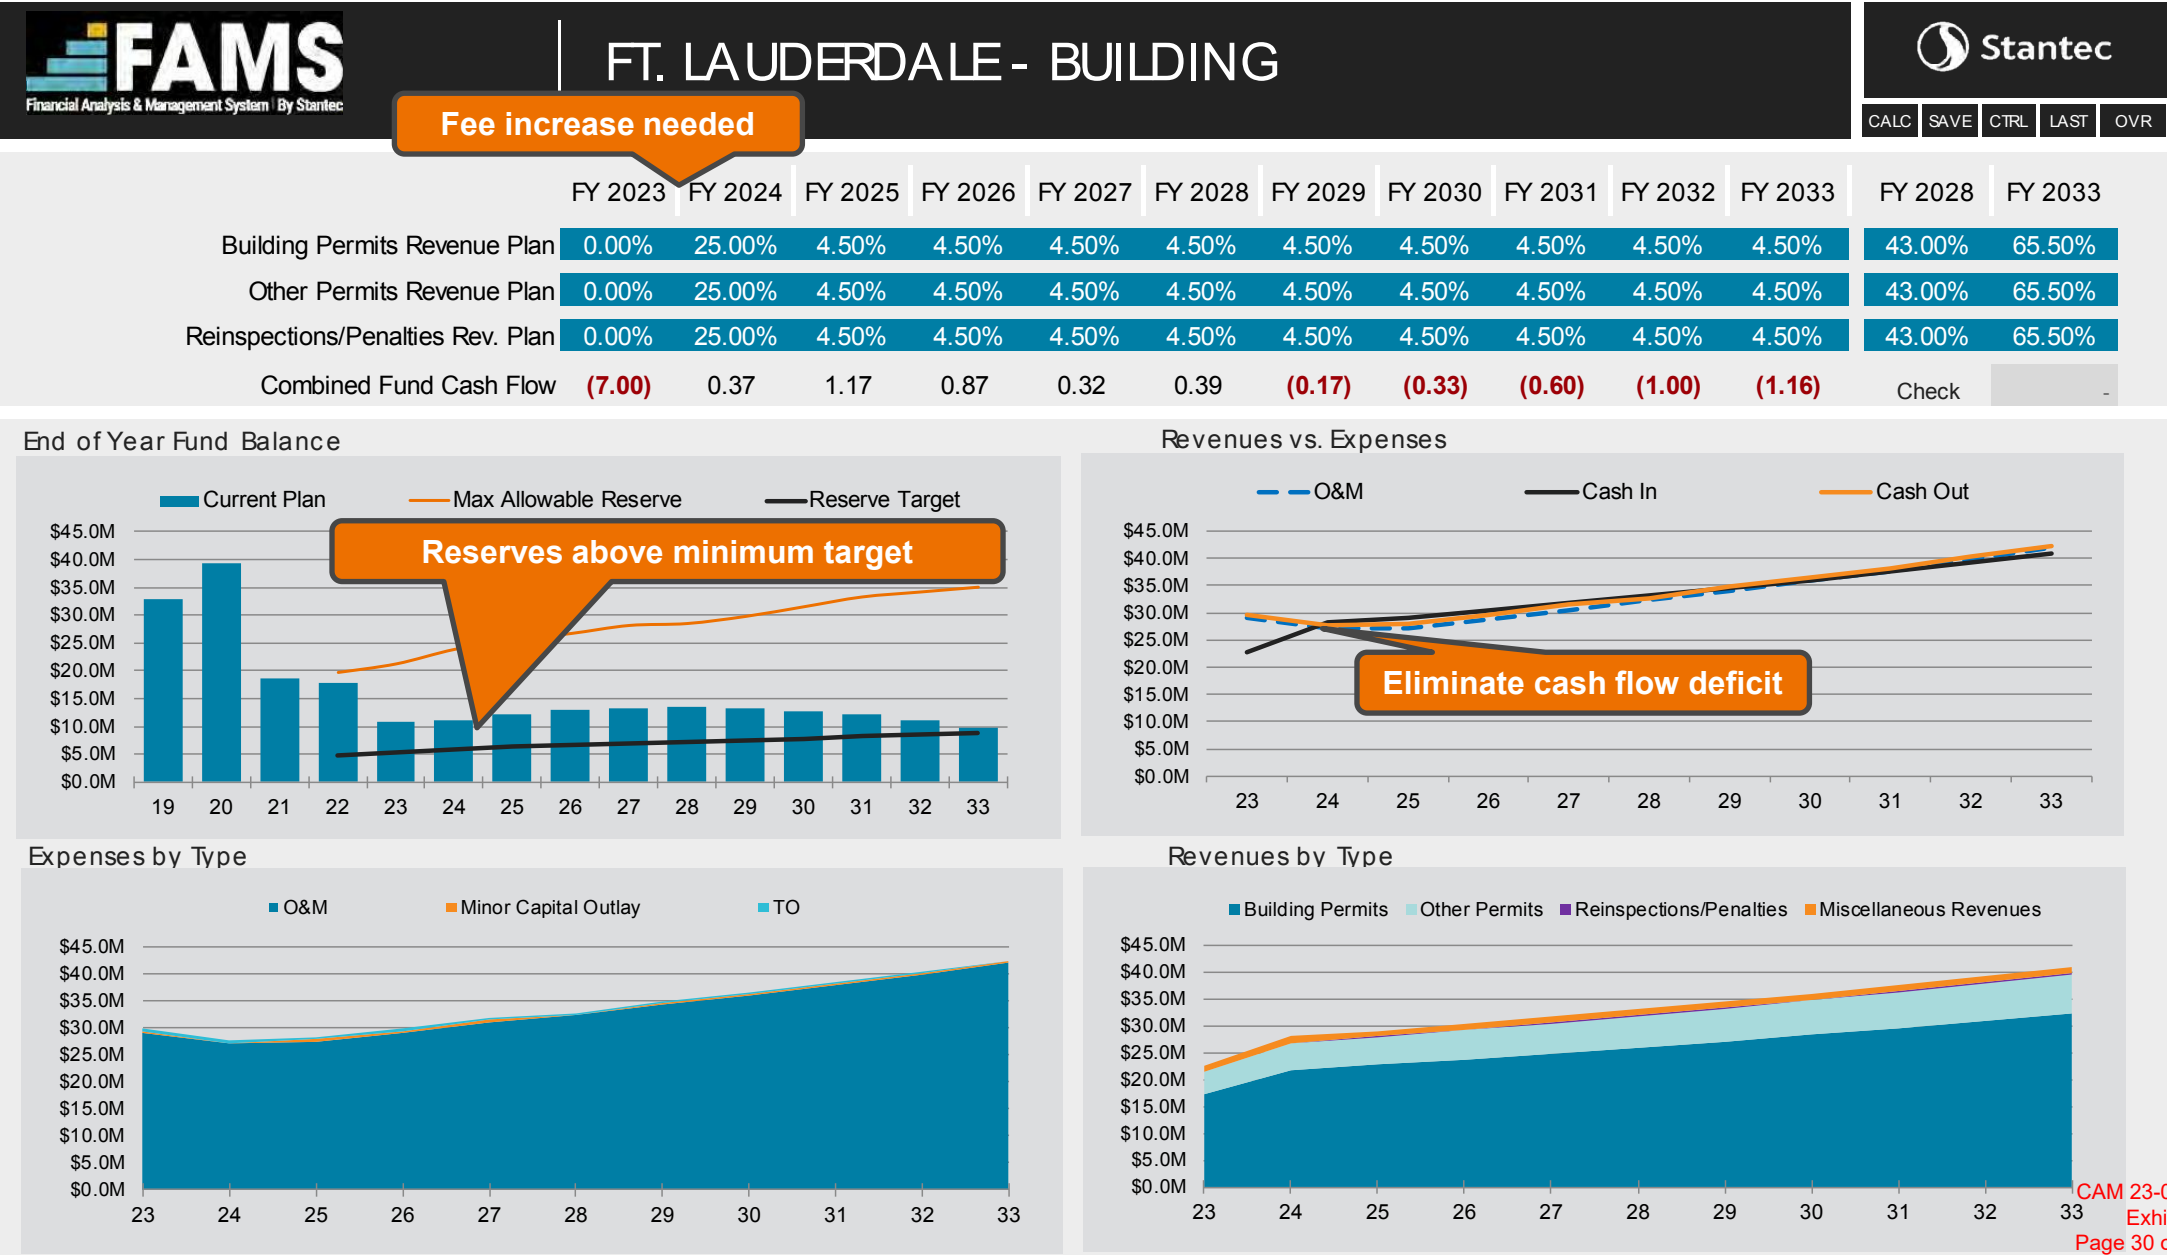 FAMS
Financial Analysis & Management System | By Stantec
FT. LAUDERDALE - BUILDING
Stantec
CALC SAVE CTRL LAST OVR
Fee increase needed
FY 2023 FY 2024 FY 2025 FY 2026 FY 2027 FY 2028 FY 2029 FY 2030 FY 2031 FY 2032 FY 2033 FY 2028 FY 2033
Building Permits Revenue Plan 0.00% 25.00% 4.50% 4.50% 4.50% 4.50% 4.50% 4.50% 4.50% 4.50% 4.50% 43.00% 65.50%
Other Permits Revenue Plan 0.00% 25.00% 4.50% 4.50% 4.50% 4.50% 4.50% 4.50% 4.50% 4.50% 4.50% 43.00% 65.50%
Reinspections/Penalties Rev. Plan 0.00% 25.00% 4.50% 4.50% 4.50% 4.50% 4.50% 4.50% 4.50% 4.50% 4.50% 43.00% 65.50%
Combined Fund Cash Flow (7.00) 0.37 1.17 0.87 0.32 0.39 (0.17) (0.33) (0.60) (1.00) (1.16) Check -
End of Year Fund Balance
Current Plan Max Allowable Reserve Reserve Target
Reserves above minimum target
$45.0M
$40.0M
$35.0M
$30.0M
$25.0M
$20.0M
$15.0M
$10.0M
$5.0M
$0.0M
19 20 21 22 23 24 25 26 27 28 29 30 31 32 33
Revenues vs. Expenses
O&M Cash In Cash Out
$45.0M
$40.0M
$35.0M
$30.0M
$25.0M
$20.0M
$15.0M
$10.0M
$5.0M
$0.0M
Eliminate cash flow deficit
23 24 25 26 27 28 29 30 31 32 33
Expenses by Type
O&M Minor Capital Outlay TO
$45.0M
$40.0M
$35.0M
$30.0M
$25.0M
$20.0M
$15.0M
$10.0M
$5.0M
$0.0M
23 24 25 26 27 28 29 30 31 32 33
Revenues by Type
Building Permits Other Permits Reinspections/Penalties Miscellaneous Revenues
$45.0M
$40.0M
$35.0M
$30.0M
$25.0M
$20.0M
$15.0M
$10.0M
$5.0M
$0.0M
23 24 25 26 27 28 29 30 31 32 33
CAM 23-
Page 30